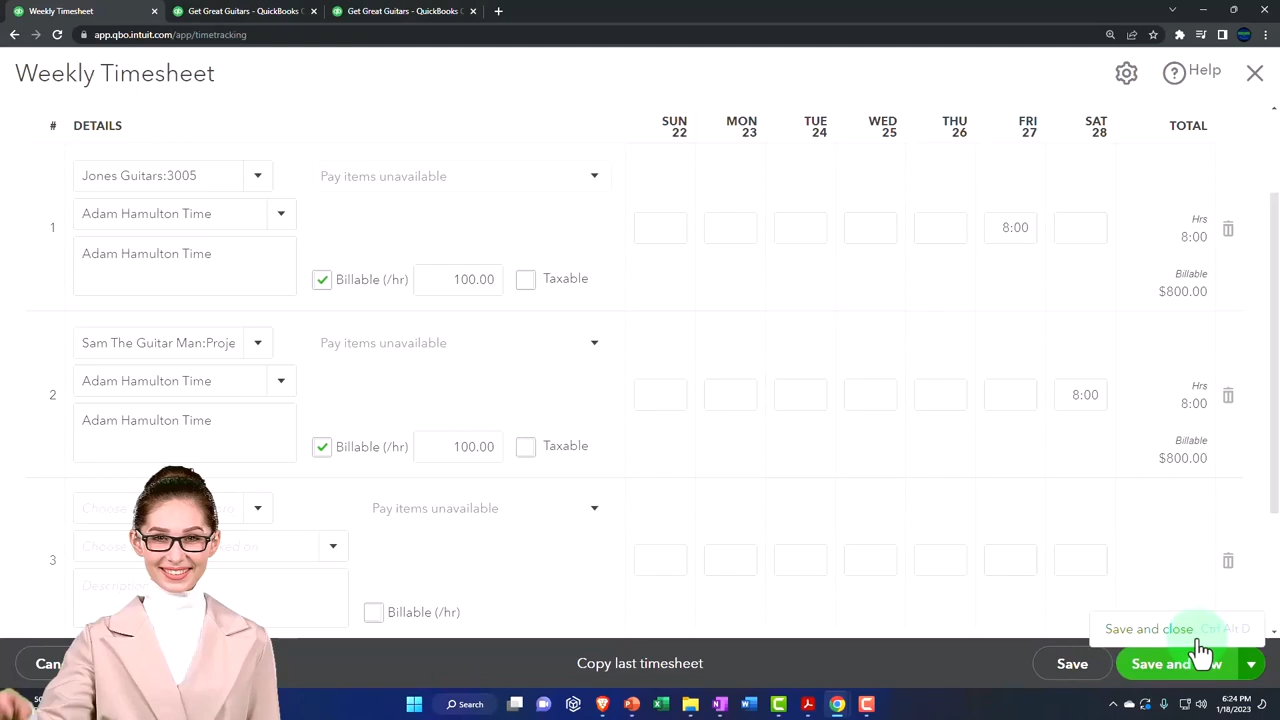 Weekly Timesheet
Get Great Guitars - QuickBooks C
Get Great Guitars - QuickBooks C
app.qbo.intuit.com/app/timetracking
Weekly Timesheet
Help
# DETAILS SUN 22 MON 23 TUE 24 WED 25 THU 26 FRI 27 SAT 28 TOTAL
Jones Guitars:3005 Pay items unavailable
Adam Hamulton Time
1 8:00 Hrs 8:00
Adam Hamulton Time
Billable (/hr) 100.00 Taxable Billable $800.00
Sam The Guitar Man:Proje Pay items unavailable
Adam Hamulton Time
2 8:00 Hrs 8:00
Adam Hamulton Time
Billable (/hr) 100.00 Taxable Billable $800.00
Pay items unavailable
3
Billable (/hr)
Save and close Ctrl Alt D
Copy last timesheet Save Save and
Search
6:24 PM
1/18/2023